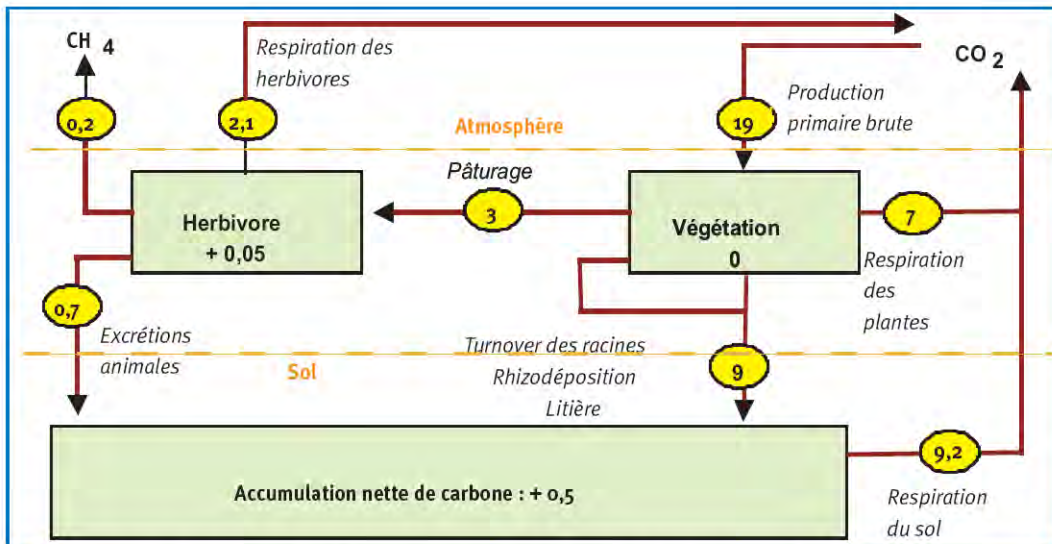 CH 4
Respiration des
herbivores
CO 2
0,2
2,1
19
Production
primaire brute
Atmosphère
Pâturage
Herbivore
+ 0,05
3
Végétation
0
7
Respiration
des
plantes
0,7
Excrétions
animales
Sol
Turnover des racines
Rhizodéposition
Litière
9
Accumulation nette de carbone : + 0,5
9,2
Respiration
du sol